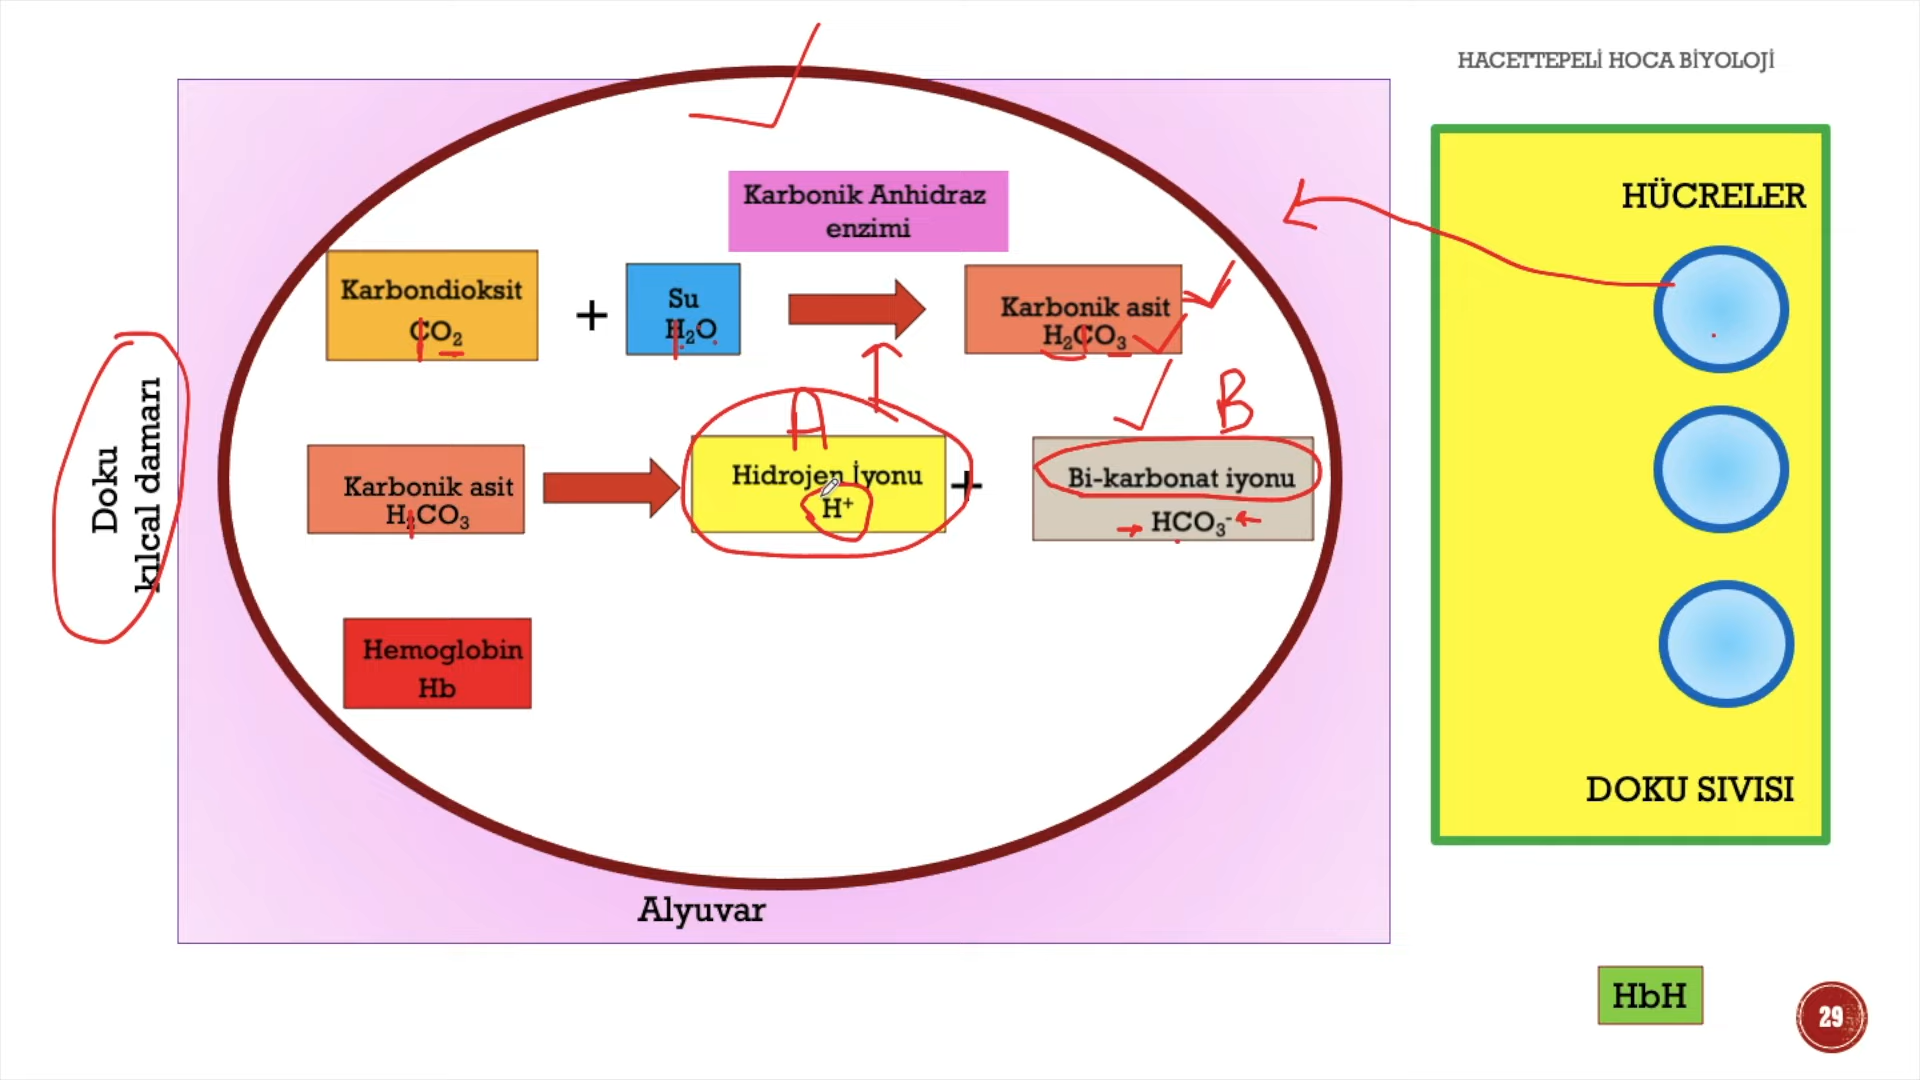 HACETTEPELİ HOCA BİYOLOJİ
Karbonik Anhidraz
enzimi
Karbondioksit
CO₂
+
Su
H₂O
Karbonik asit
H₂CO₃
HÜCRELER
Doku
kılcal damarı
A
B
Karbonik asit
H₂CO₃
Hidrojen İyonu
H⁺
+
Bi-karbonat iyonu
HCO₃⁻
Hemoglobin
Hb
DOKU SIVISI
Alyuvar
HbH
29